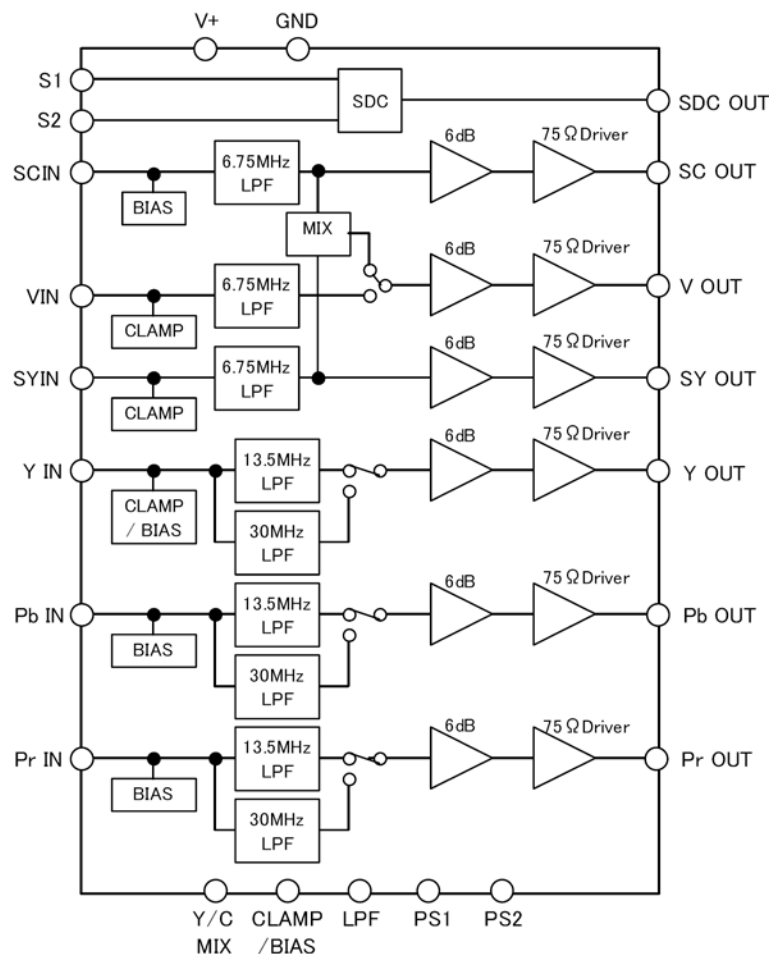 V+ GND
S1
SDC
SDC OUT
S2
SCIN
6.75MHz
LPF
6dB
75ΩDriver
SC OUT
BIAS
MIX
VIN
6.75MHz
LPF
6dB
75ΩDriver
V OUT
CLAMP
SYIN
6.75MHz
LPF
6dB
75ΩDriver
SY OUT
CLAMP
Y IN
13.5MHz
LPF
6dB
75ΩDriver
Y OUT
CLAMP
/ BIAS
30MHz
LPF
Pb IN
13.5MHz
LPF
6dB
75ΩDriver
Pb OUT
BIAS
30MHz
LPF
Pr IN
13.5MHz
LPF
6dB
75ΩDriver
Pr OUT
BIAS
30MHz
LPF
Y/C
MIX
CLAMP
/BIAS
LPF
PS1
PS2